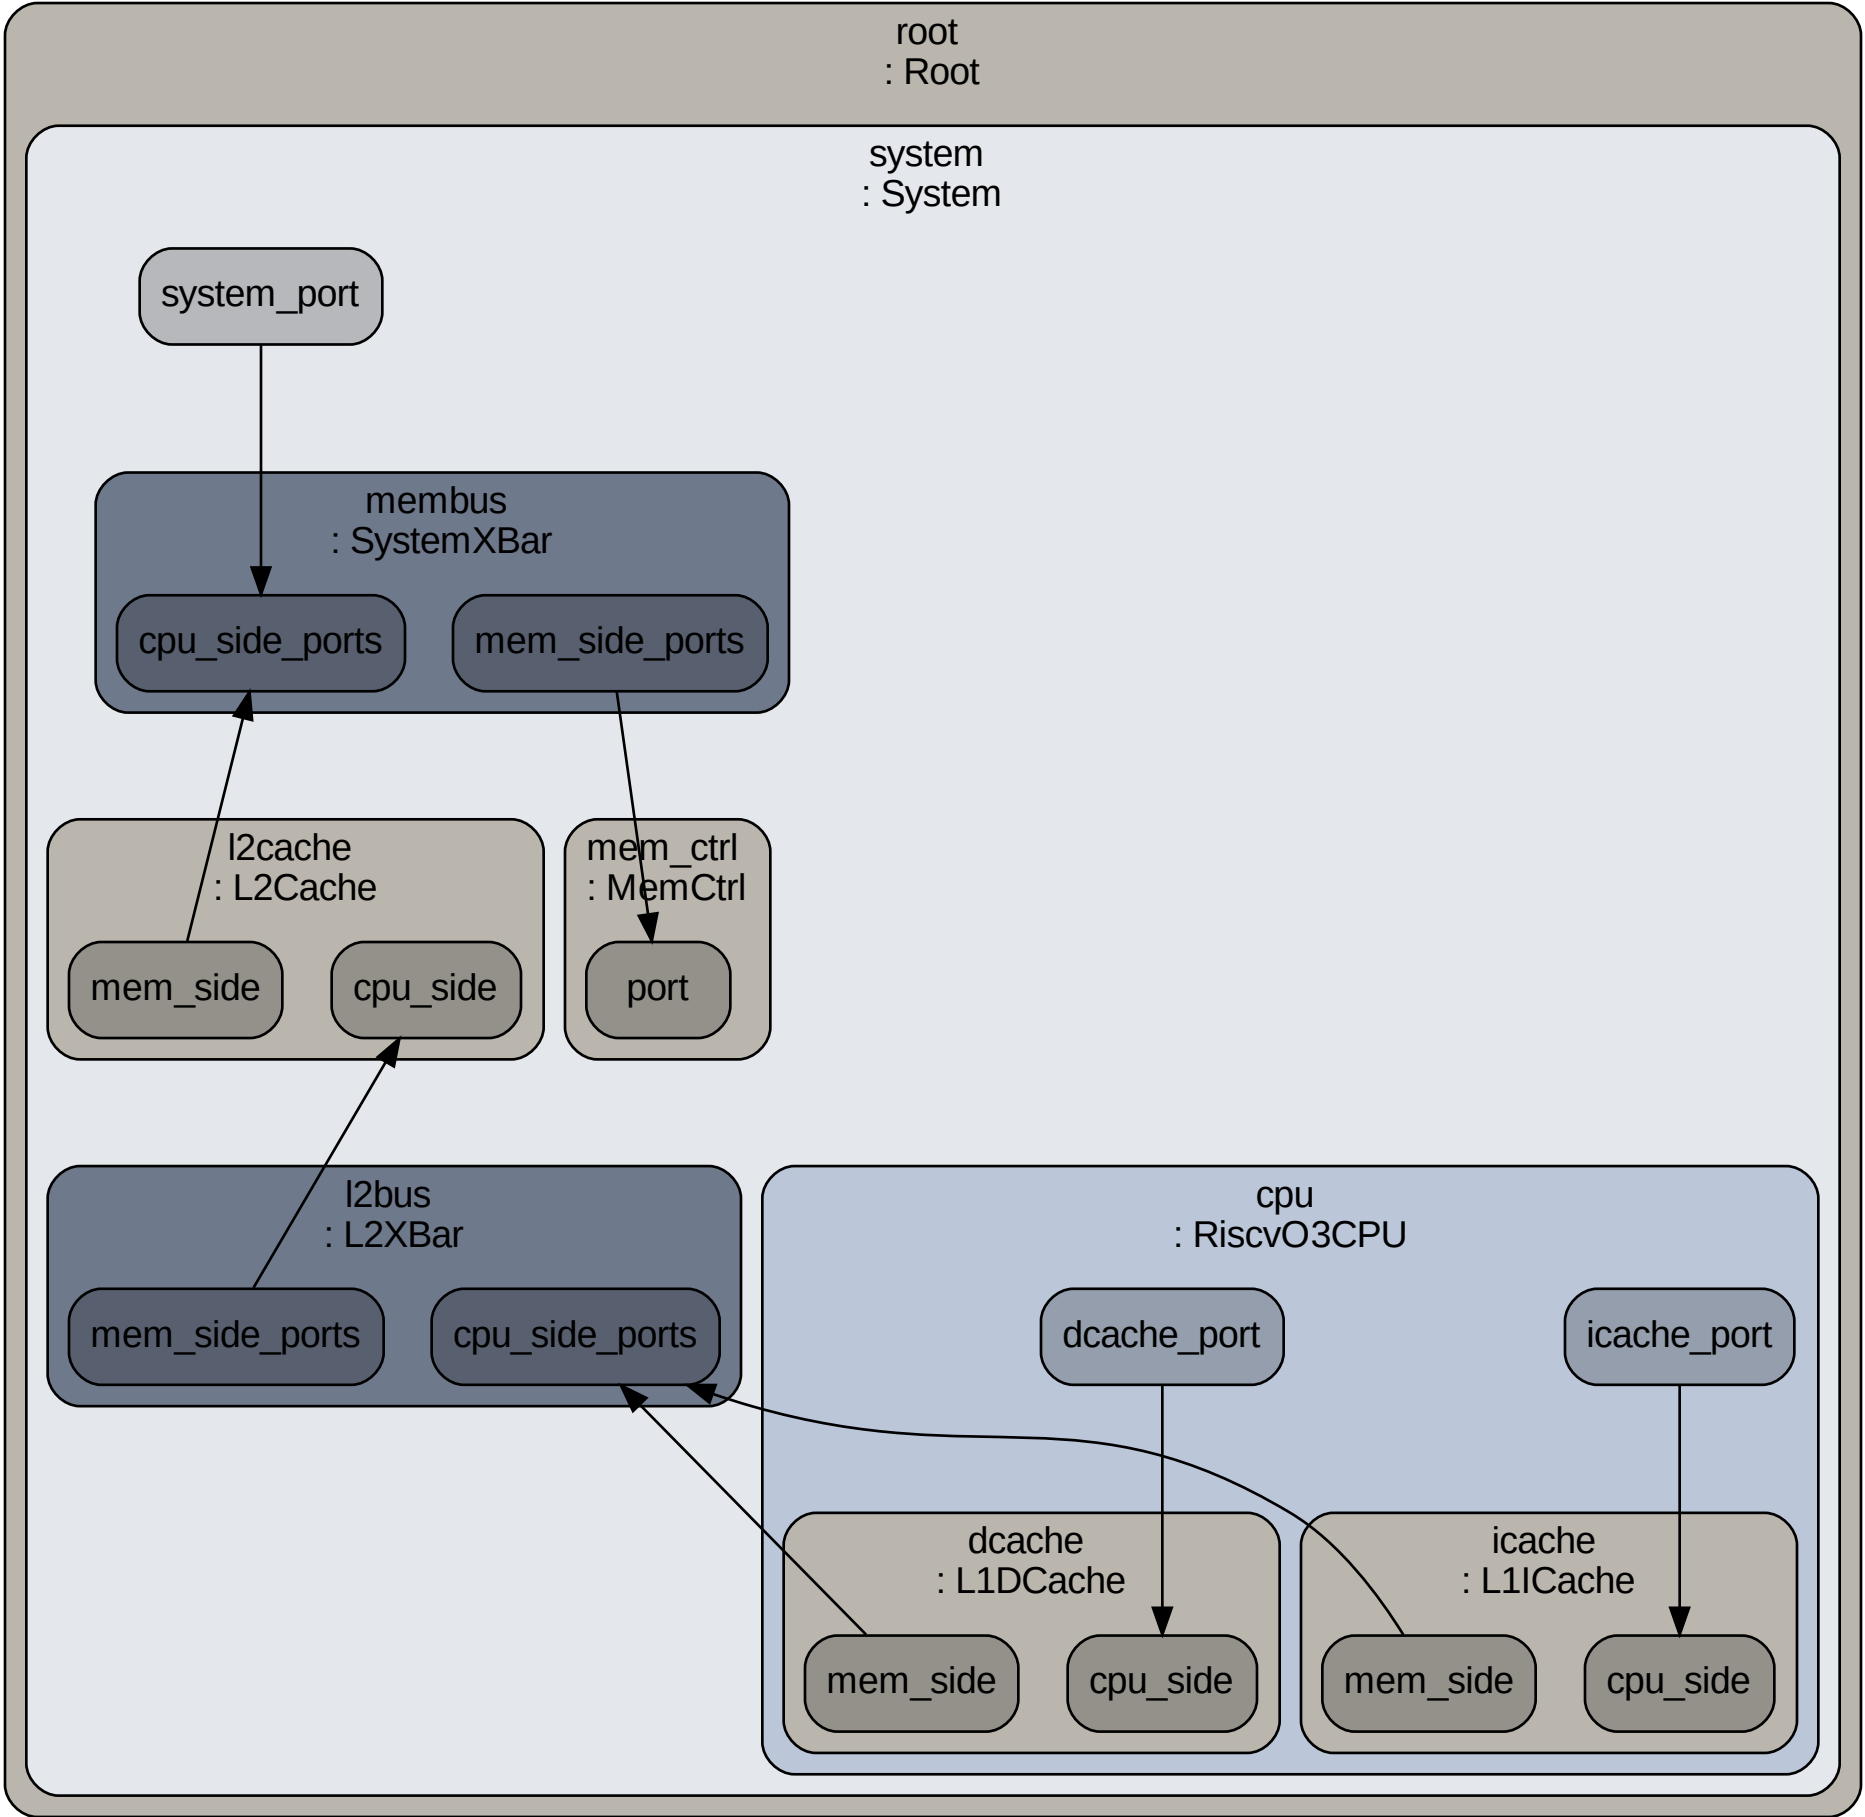 root
: Root
system
: System
system_port
membus
: SystemXBar
cpu_side_ports
mem_side_ports
l2cache
: L2Cache
mem_side
cpu_side
mem_ctrl
: MemCtrl
port
l2bus
: L2XBar
mem_side_ports
cpu_side_ports
cpu
: RiscvO3CPU
dcache_port
icache_port
dcache
: L1DCache
mem_side
cpu_side
icache
: L1ICache
mem_side
cpu_side